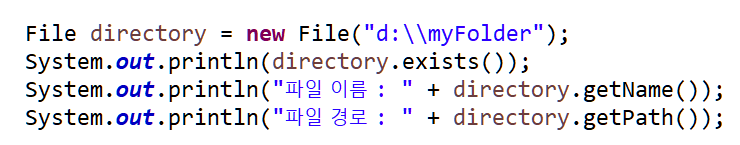 File directory = new File("d:\\myFolder");
System.out.println(directory.exists());
System.out.println("파일 이름 : " + directory.getName());
System.out.println("파일 경로 : " + directory.getPath());